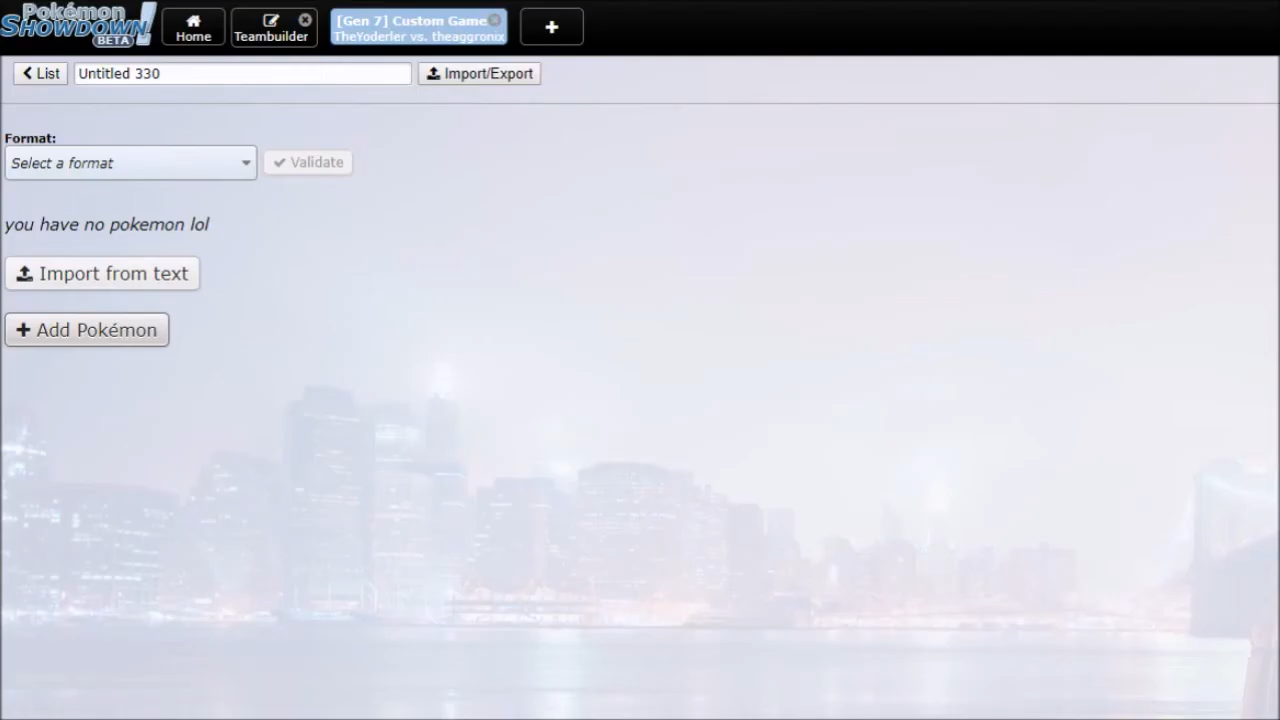 Pokémon
SHOWDOWN!
BETA
Home
Teambuilder
[Gen 7] Custom Game
TheYoderler vs. theaggronix
List
Untitled 330
Import/Export
Format:
Select a format
Validate
you have no pokemon lol
Import from text
Add Pokémon